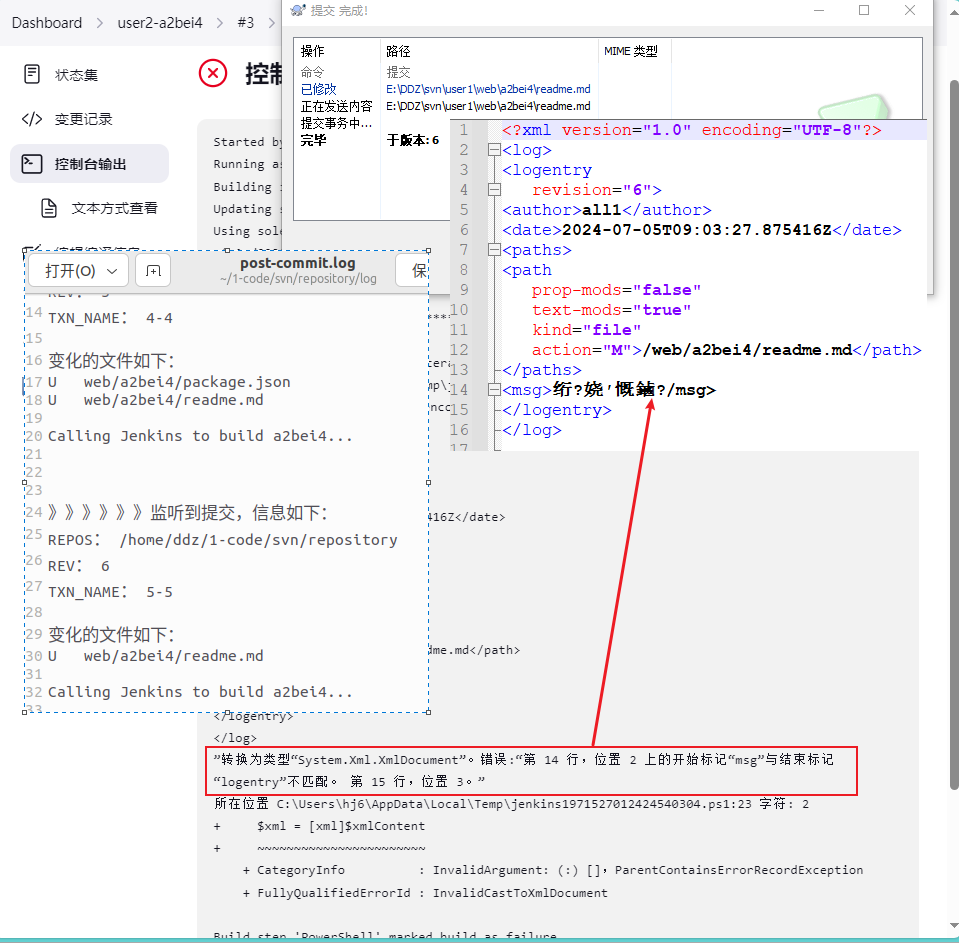 Dashboard > user2-a2bei4 > #3 >
状态集
</> 变更记录
控制台输出
文本方式查看
控制
Started by
Running as
Building
Updating
Using sole
提交 完成!
操作 路径 MIME 类型
命令 提交
已修改 E:\DDZ\svn\user1\web\a2bei4\readme.md
正在发送内容 E:\DDZ\svn\user1\web\a2bei4\readme.md
提交事务中...
完毕 于版本: 6
1 <?xml version="1.0" encoding="UTF-8"?>
2 <log>
3 <logentry
4 revision="6">
5 <author>all1</author>
6 <date>2024-07-05T09:03:27.875416Z</date>
7 <paths>
8 <path
9 prop-mods="false"
10 text-mods="true"
11 kind="file"
12 action="M">/web/a2bei4/readme.md</path>
13 </paths>
14 <msg>绗?娆′慨鏀?/msg>
15 </logentry>
16 </log>
17
打开(O)
post-commit.log
~/1-code/svn/repository/log
保
14 TXN_NAME: 4-4
15
16 变化的文件如下:
17 U web/a2bei4/package.json
18 U web/a2bei4/readme.md
19
20 Calling Jenkins to build a2bei4...
21
22
23
24 》》》》》》监听到提交，信息如下:
25 REPOS: /home/ddz/1-code/svn/repository
26 REV: 6
27 TXN_NAME: 5-5
28
29 变化的文件如下:
30 U web/a2bei4/readme.md
31
32 Calling Jenkins to build a2bei4...
33
416Z</date>
dme.md</path>
</logentry>
</log>
”转换为类型“System.Xml.XmlDocument”。错误:“第 14 行，位置 2 上的开始标记“msg”与结束标记
“logentry”不匹配。 第 15 行，位置 3。”
所在位置 C:\Users\hj6\AppData\Local\Temp\jenkins1971527012424540304.ps1:23 字符: 2
+ $xml = [xml]$xmlContent
+ ~~~~~~~~~~~~~~~~~~~~~~~
+ CategoryInfo : InvalidArgument: (:) [], ParentContainsErrorRecordException
+ FullyQualifiedErrorId : InvalidCastToXmlDocument
Build step 'PowerShell' marked build as failure